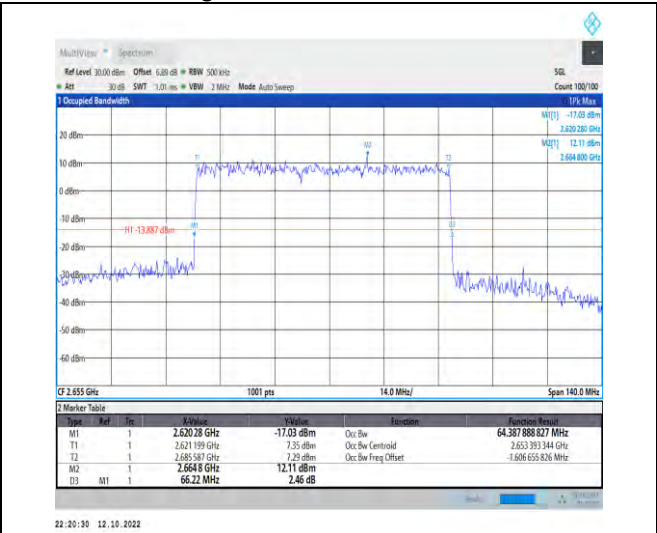 MultiView Spectrum
Ref Level 30.00 dBm Offset 6.89 dB RBW 500 kHz SGL
Att 30 dB SWT 1.01 ms VBW 2 MHz Mode Auto Sweep Count 100/100
1 Occupied Bandwidth 1Pk Max
M1[1] -17.03 dBm
2.620 280 GHz
M2[1] 12.11 dBm
2.664 800 GHz
20 dBm
M2
T1 T2
10 dBm
0 dBm
-10 dBm
H1 -13.887 dBm M1 D3
-20 dBm
-30 dBm
-40 dBm
-50 dBm
-60 dBm
CF 2.655 GHz 1001 pts 14.0 MHz/ Span 140.0 MHz
2 Marker Table
Type Ref Trc X-Value Y-Value Function Function Result
M1 1 2.62028 GHz -17.03 dBm Occ Bw 64.387 888 827 MHz
T1 1 2.621 199 GHz 7.35 dBm Occ Bw Centroid 2.653 393 344 GHz
T2 1 2.685 587 GHz 7.29 dBm Occ Bw Freq Offset -1.606 655 826 MHz
M2 1 2.664 8 GHz 12.11 dBm
D3 M1 1 66.22 MHz 2.46 dB
22:20:30 12.10.2022